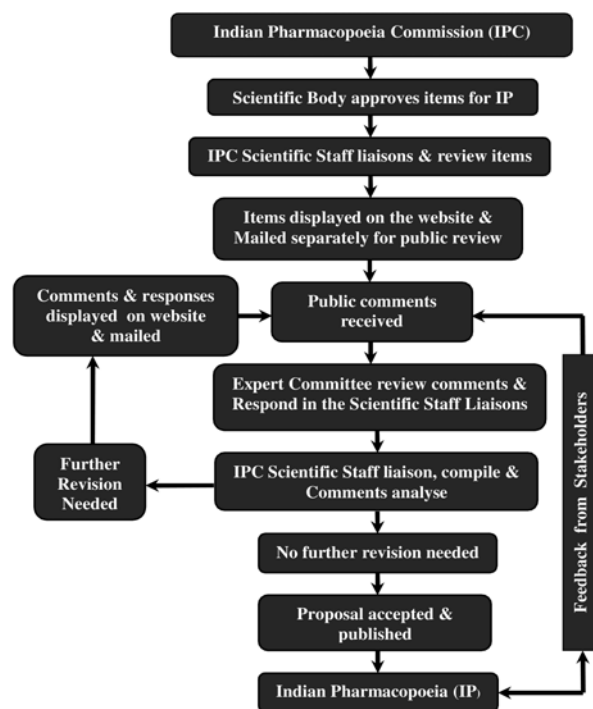 Indian Pharmacopoeia Commission (IPC)
Scientific Body approves items for IP
IPC Scientific Staff liaisons & review items
Items displayed on the website &
Mailed separately for public review
Comments & responses
displayed on website
& mailed
Public comments
received
Expert Committee review comments &
Respond in the Scientific Staff Liaisons
Further
Revision
Needed
IPC Scientific Staff liaison, compile &
Comments analyse
Feedback from Stakeholders
No further revision needed
Proposal accepted &
published
Indian Pharmacopoeia (IP)